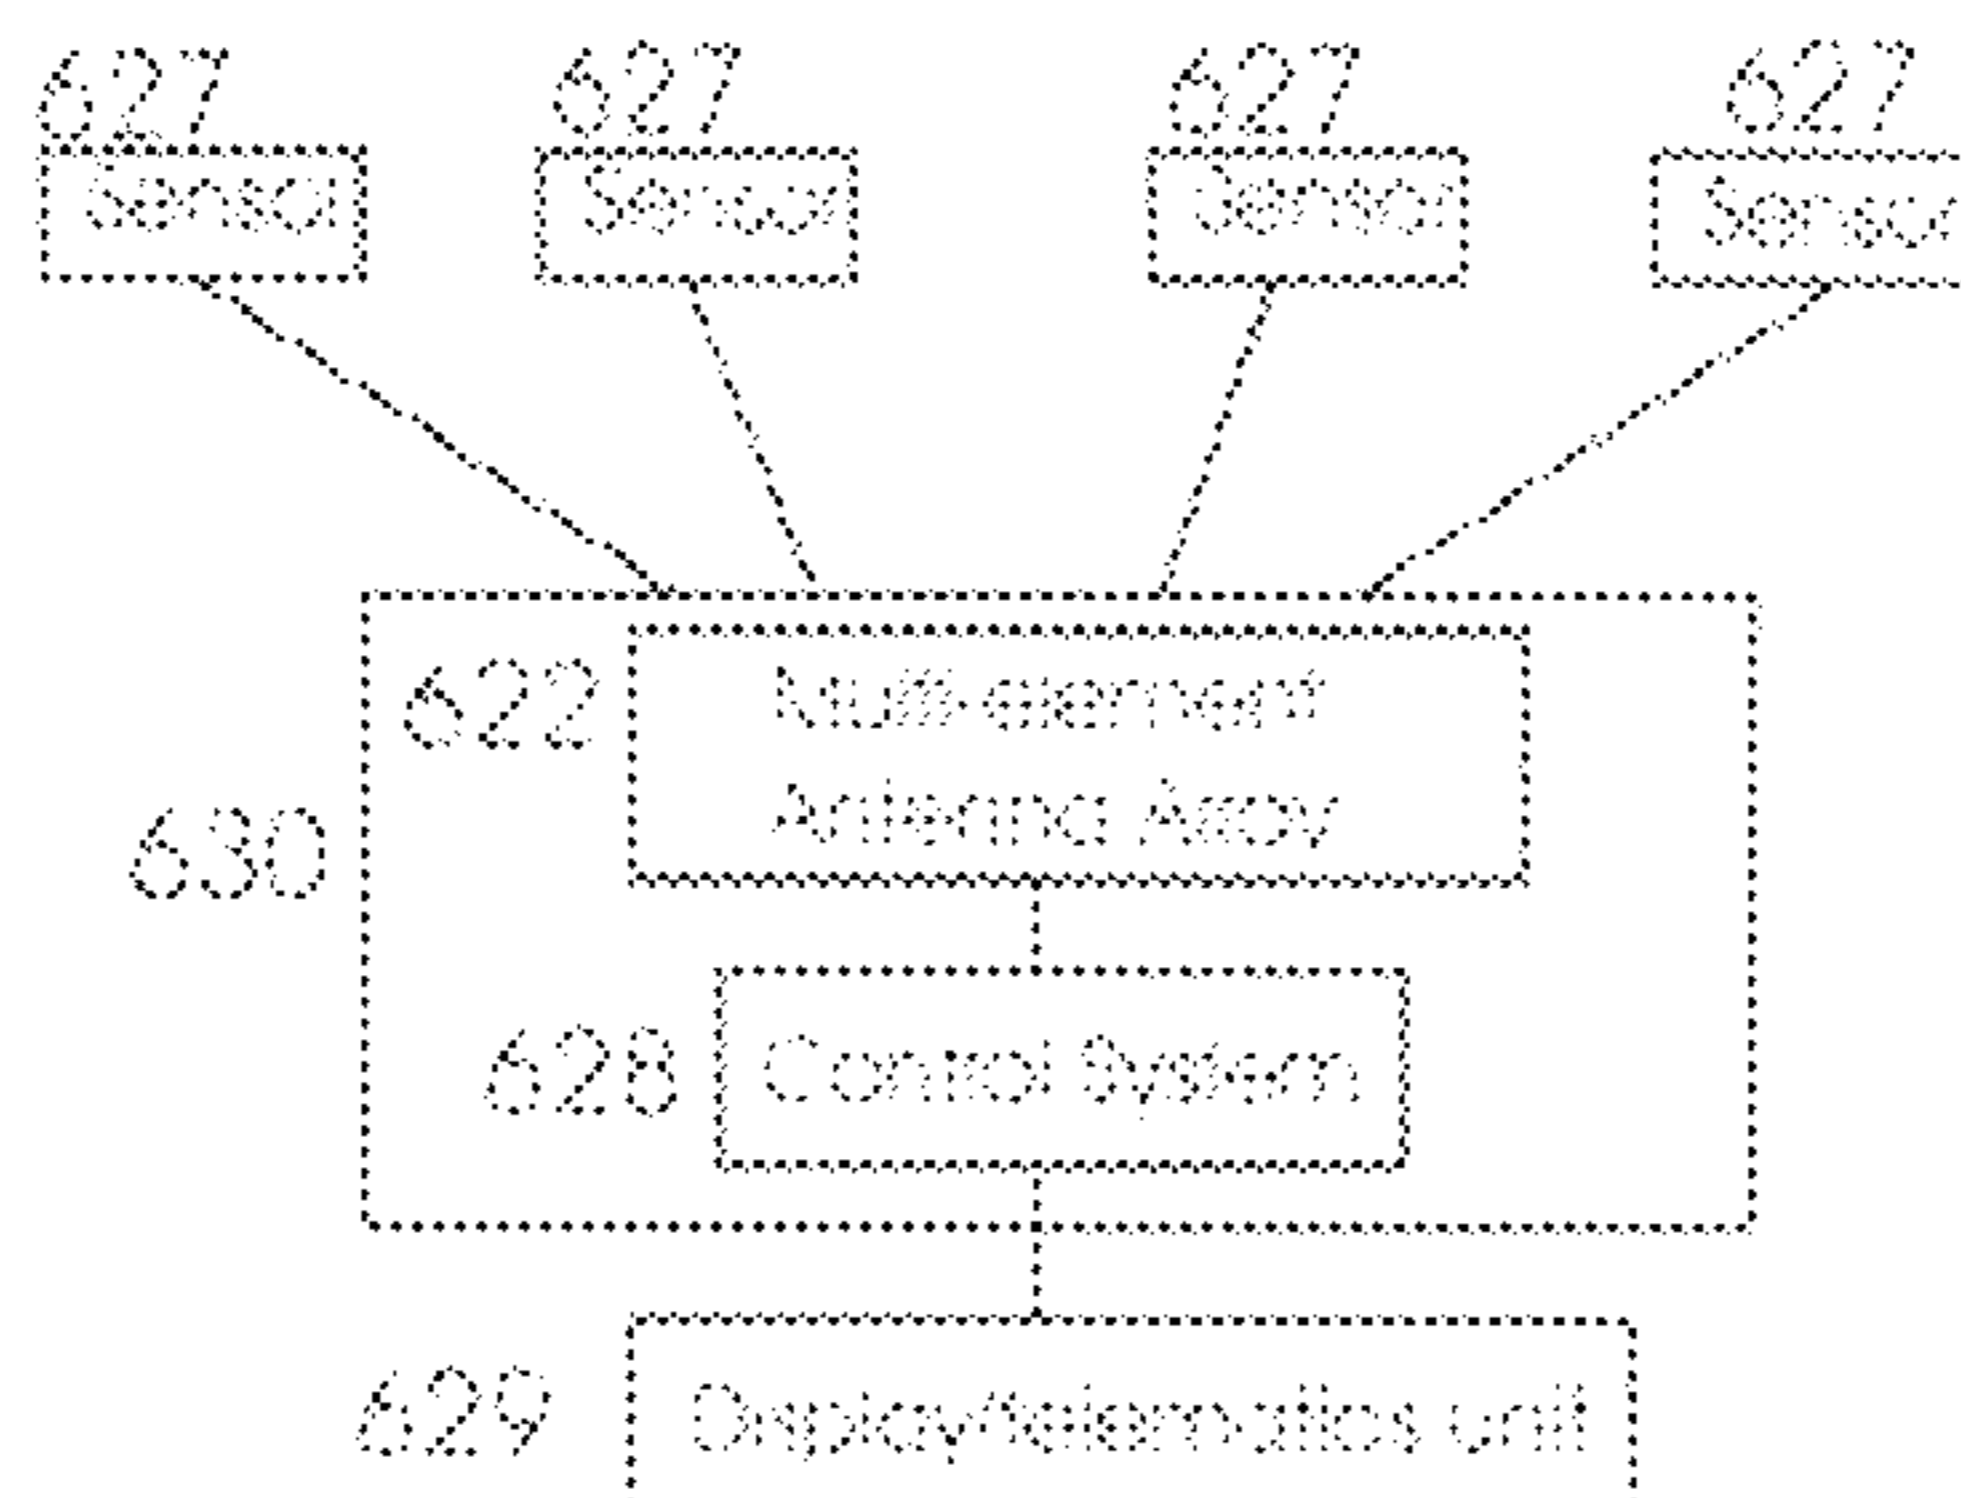 627 627 627 627
Sensor Sensor Sensor Sensor
622 Multi-element
Antenna Array
630
628 Control System
629 Display/telematics unit